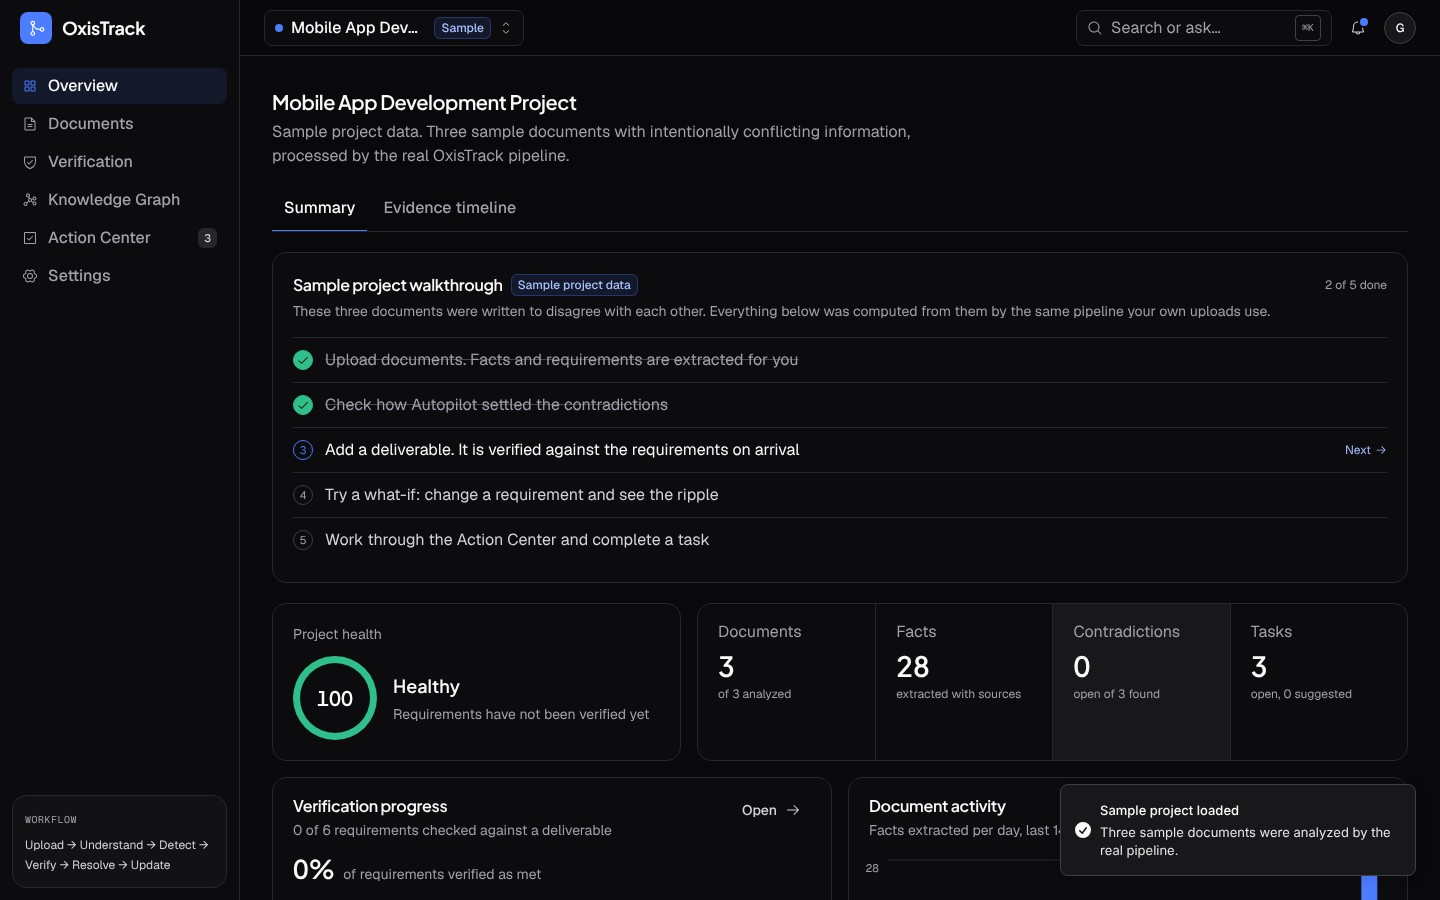 OxisTrack
Mobile App Dev...
Sample
Search or ask...
⌘K
G
Overview
Documents
Verification
Knowledge Graph
Action Center
3
Settings
Mobile App Development Project
Sample project data. Three sample documents with intentionally conflicting information,
processed by the real OxisTrack pipeline.
Summary
Evidence timeline
Sample project walkthrough
Sample project data
2 of 5 done
These three documents were written to disagree with each other. Everything below was computed from them by the same pipeline your own uploads use.
Upload documents. Facts and requirements are extracted for you
Check how Autopilot settled the contradictions
3 Add a deliverable. It is verified against the requirements on arrival
Next →
4 Try a what-if: change a requirement and see the ripple
5 Work through the Action Center and complete a task
Project health
100
Healthy
Requirements have not been verified yet
Documents
3
of 3 analyzed
Facts
28
extracted with sources
Contradictions
0
open of 3 found
Tasks
3
open, 0 suggested
Verification progress
Open →
0 of 6 requirements checked against a deliverable
0% of requirements verified as met
Document activity
Facts extracted per day, last
28
Sample project loaded
Three sample documents were analyzed by the
real pipeline.
WORKFLOW
Upload → Understand → Detect →
Verify → Resolve → Update